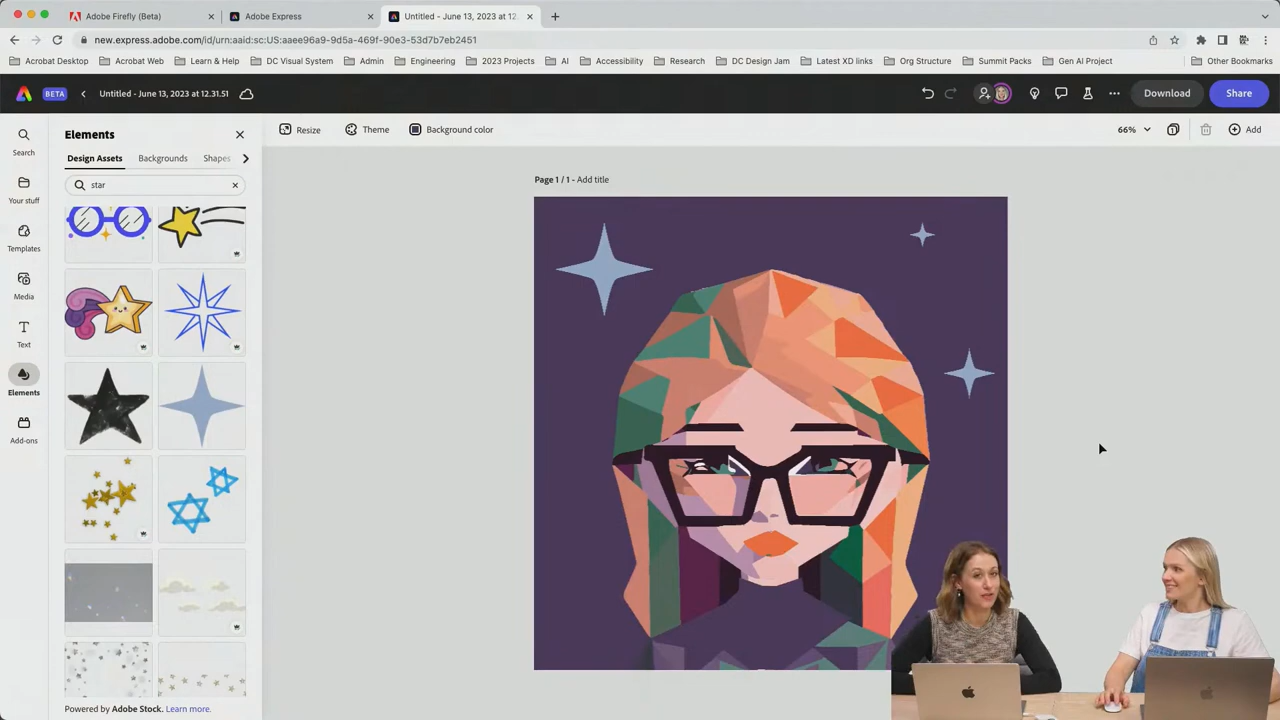 Adobe Firefly (Beta)
Adobe Express
Untitled - June 13, 2023 at 12.
new.express.adobe.com/id/urn:aaid:sc:US:aaee96a9-9d5a-469f-90e3-53d7b7eb2451
Acrobat Desktop
Acrobat Web
Learn & Help
DC Visual System
Admin
Engineering
2023 Projects
AI
Accessibility
Research
DC Design Jam
Latest XD links
Org Structure
Summit Packs
Gen AI Project
Other Bookmarks
BETA
Untitled - June 13, 2023 at 12.31.51
Download
Share
Search
Your stuff
Templates
Media
Text
Elements
Add-ons
Elements
Design Assets
Backgrounds
Shapes
star
Powered by Adobe Stock. Learn more.
Resize
Theme
Background color
66%
Add
Page 1 / 1 - Add title